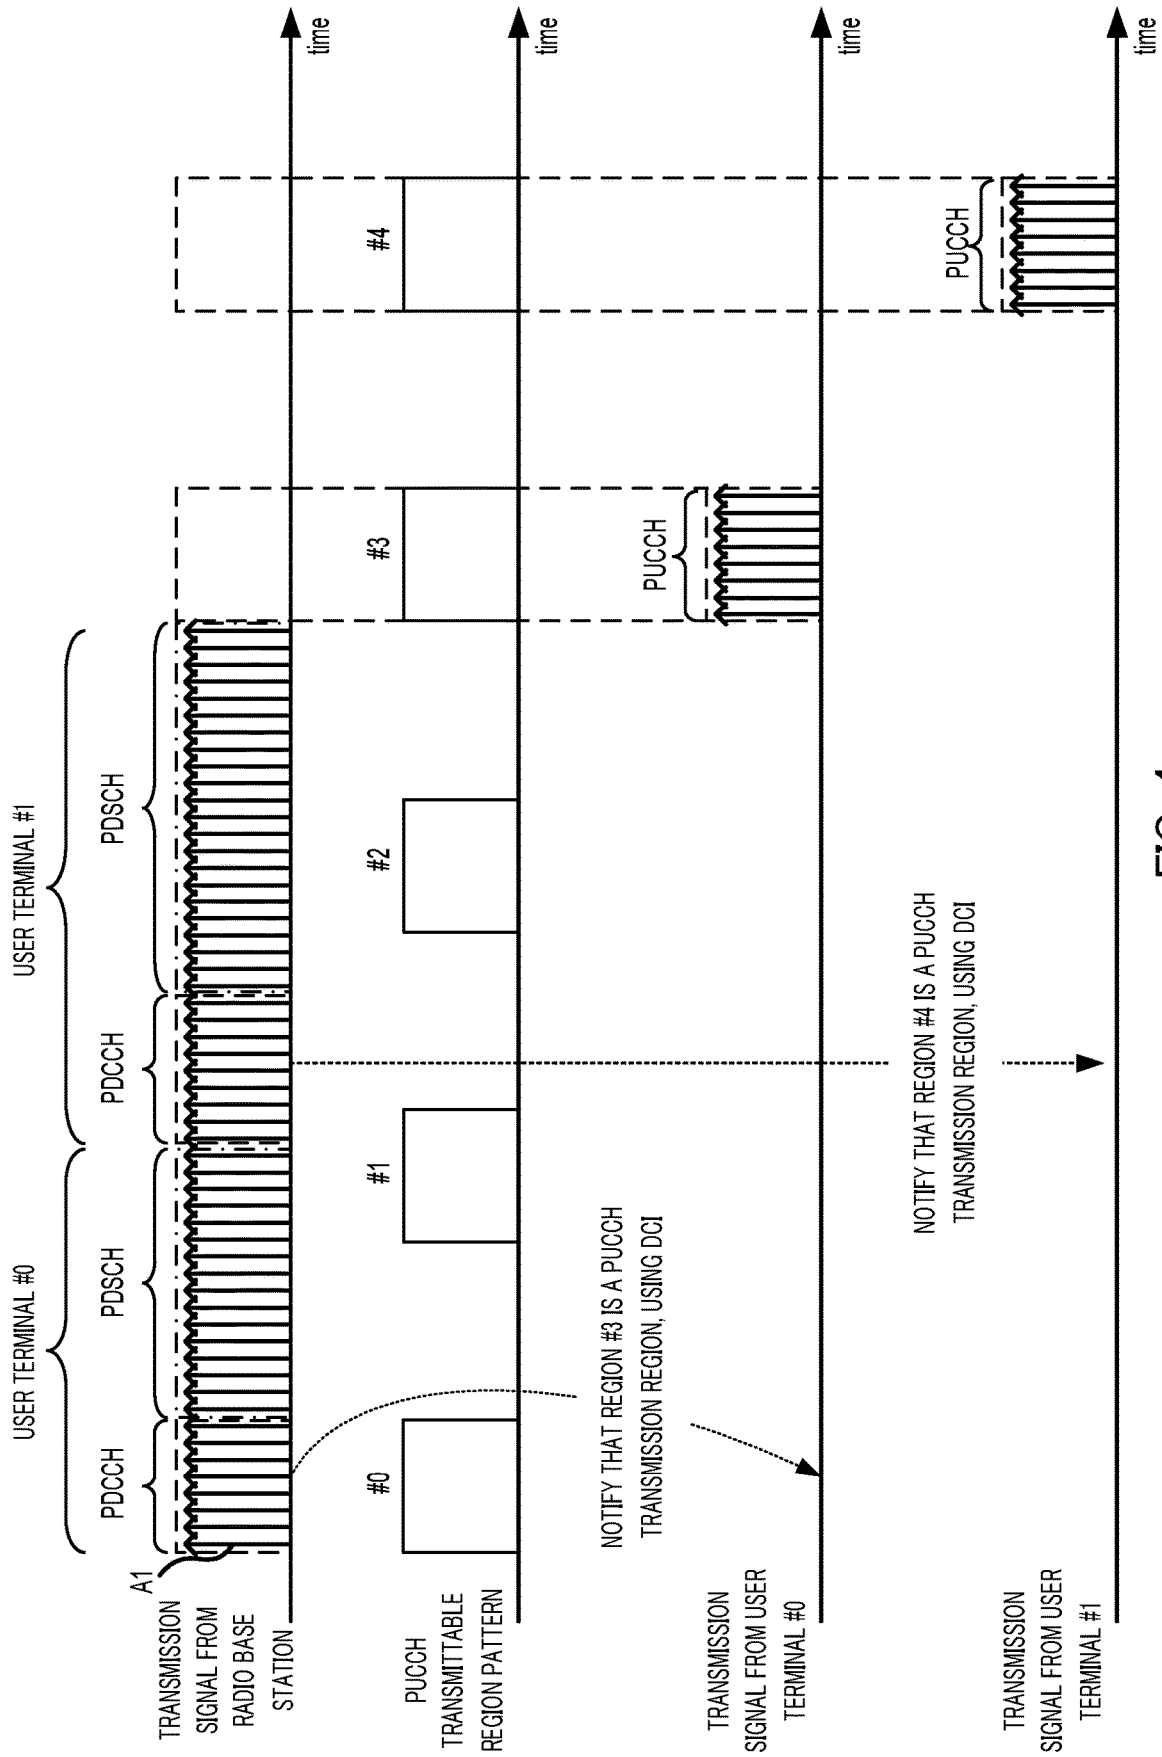 USER TERMINAL #0
USER TERMINAL #1
PDCCH
PDSCH
PDCCH
PDSCH
A1
TRANSMISSION
SIGNAL FROM
RADIO BASE
STATION
time
PUCCH
TRANSMITTABLE
REGION PATTERN
#0
#1
#2
#3
#4
time
NOTIFY THAT REGION #3 IS A PUCCH
TRANSMISSION REGION, USING DCI
PUCCH
TRANSMISSION
SIGNAL FROM USER
TERMINAL #0
time
NOTIFY THAT REGION #4 IS A PUCCH
TRANSMISSION REGION, USING DCI
PUCCH
TRANSMISSION
SIGNAL FROM USER
TERMINAL #1
time